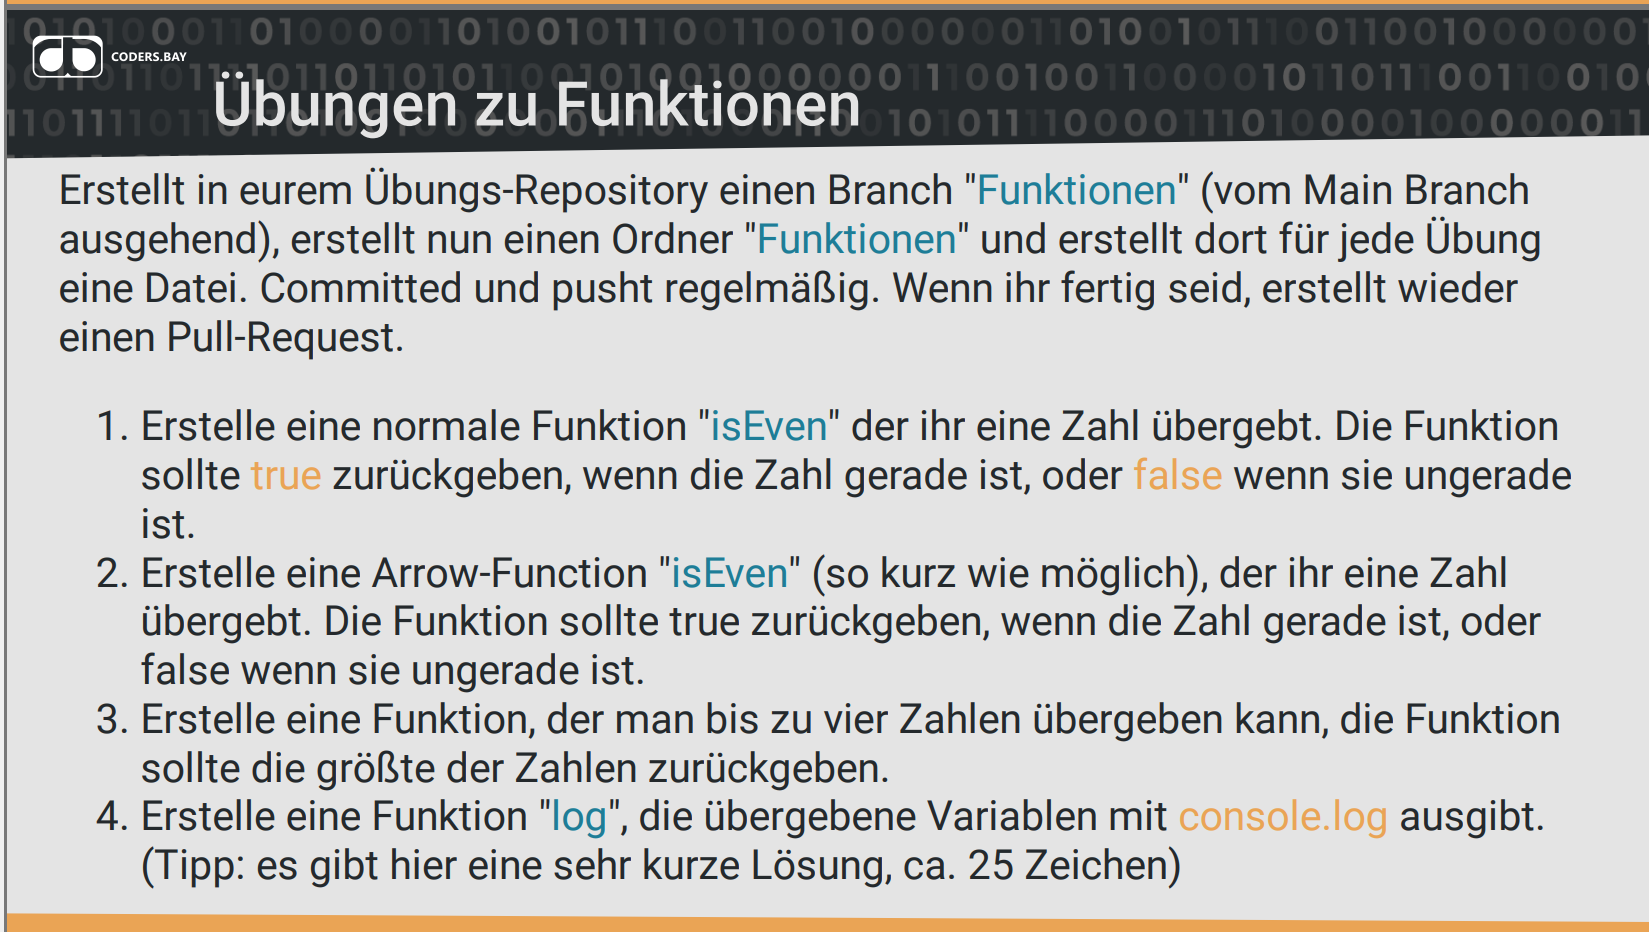 CODERS.BAY
Übungen zu Funktionen
Erstellt in eurem Übungs-Repository einen Branch "Funktionen" (vom Main Branch
ausgehend), erstellt nun einen Ordner "Funktionen" und erstellt dort für jede Übung
eine Datei. Committed und pusht regelmäßig. Wenn ihr fertig seid, erstellt wieder
einen Pull-Request.
1. Erstelle eine normale Funktion "isEven" der ihr eine Zahl übergebt. Die Funktion
sollte true zurückgeben, wenn die Zahl gerade ist, oder false wenn sie ungerade
ist.
2. Erstelle eine Arrow-Function "isEven" (so kurz wie möglich), der ihr eine Zahl
übergebt. Die Funktion sollte true zurückgeben, wenn die Zahl gerade ist, oder
false wenn sie ungerade ist.
3. Erstelle eine Funktion, der man bis zu vier Zahlen übergeben kann, die Funktion
sollte die größte der Zahlen zurückgeben.
4. Erstelle eine Funktion "log", die übergebene Variablen mit console.log ausgibt.
(Tipp: es gibt hier eine sehr kurze Lösung, ca. 25 Zeichen)